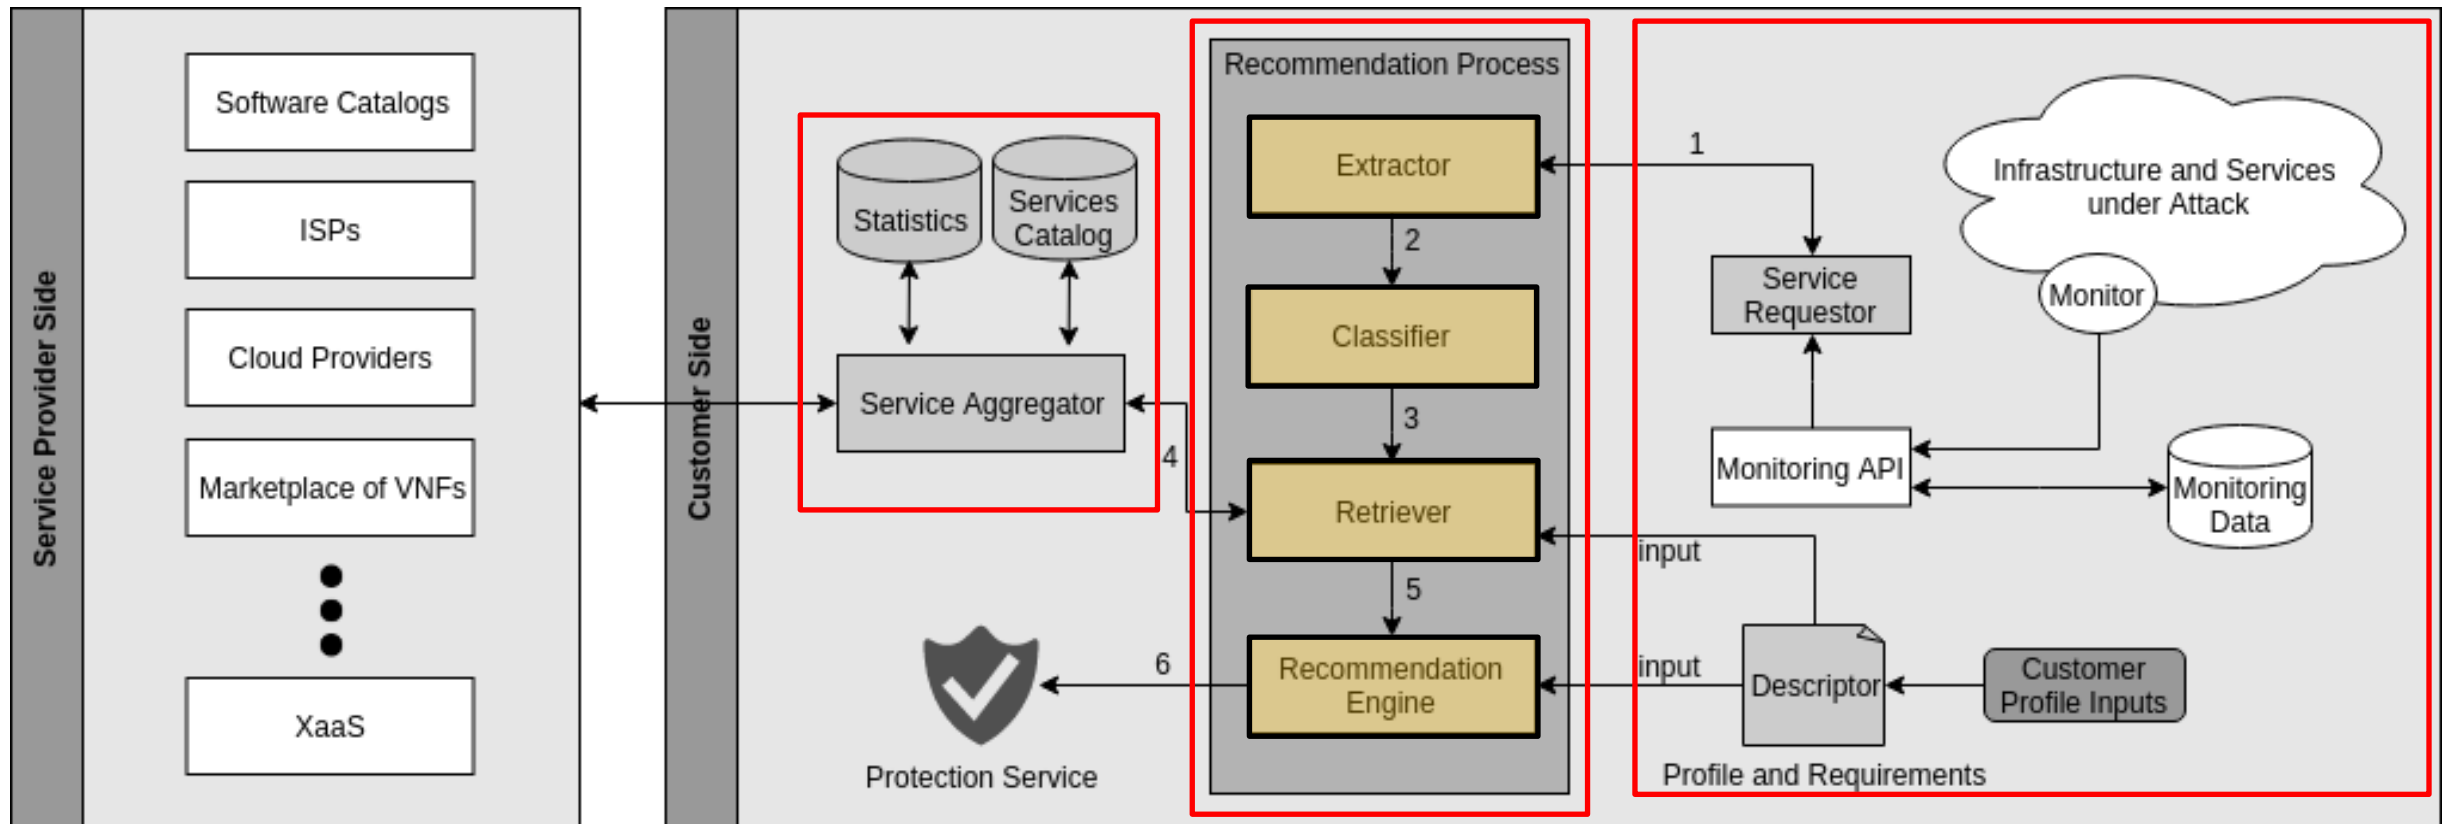 Service Provider Side
Software Catalogs
ISPs
Cloud Providers
Marketplace of VNFs
XaaS
Customer Side
Statistics
Services
Catalog
Service Aggregator
4
Protection Service
6
Recommendation Process
Extractor
2
Classifier
3
Retriever
5
Recommendation
Engine
1
Infrastructure and Services
under Attack
Monitor
Service
Requestor
Monitoring API
Monitoring
Data
input
input
Descriptor
Customer
Profile Inputs
Profile and Requirements